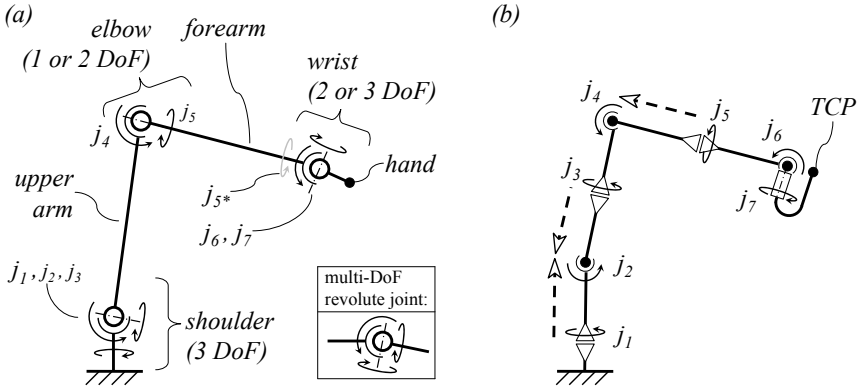 (a)
elbow
(1 or 2 DoF)
forearm
wrist
(2 or 3 DoF)
j4
j5
hand
upper
arm
j5*
j6, j7
j1, j2, j3
shoulder
(3 DoF)
multi-DoF
revolute joint:
(b)
j4
j5
TCP
j6
j3
j7
j2
j1